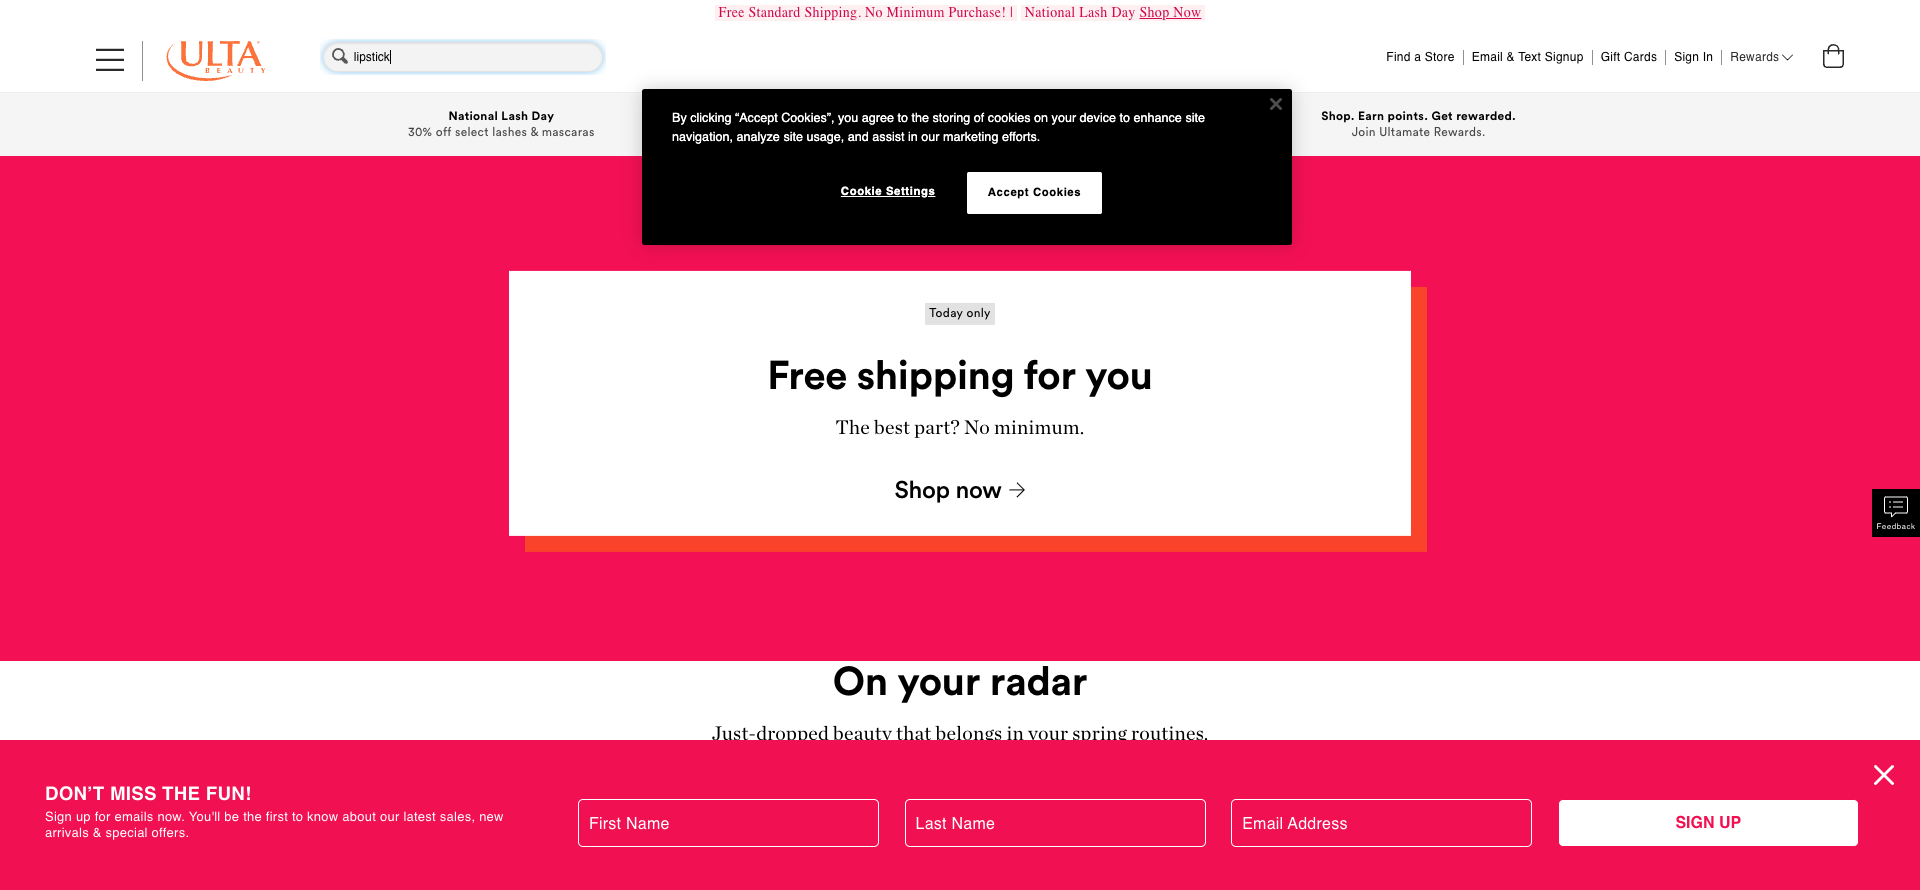 Free Standard Shipping. No Minimum Purchase! | National Lash Day Shop Now
ULTA
BEAUTY
lipstick
Find a Store
Email & Text Signup
Gift Cards
Sign In
Rewards
National Lash Day
30% off select lashes & mascaras
Shop. Earn points. Get rewarded.
Join Ultamate Rewards.
By clicking “Accept Cookies”, you agree to the storing of cookies on your device to enhance site
navigation, analyze site usage, and assist in our marketing efforts.
Cookie Settings
Accept Cookies
Today only
Free shipping for you
The best part? No minimum.
Shop now
Feedback
On your radar
Just-dropped beauty that belongs in your spring routines.
DON’T MISS THE FUN!
Sign up for emails now. You'll be the first to know about our latest sales, new
arrivals & special offers.
First Name
Last Name
Email Address
SIGN UP